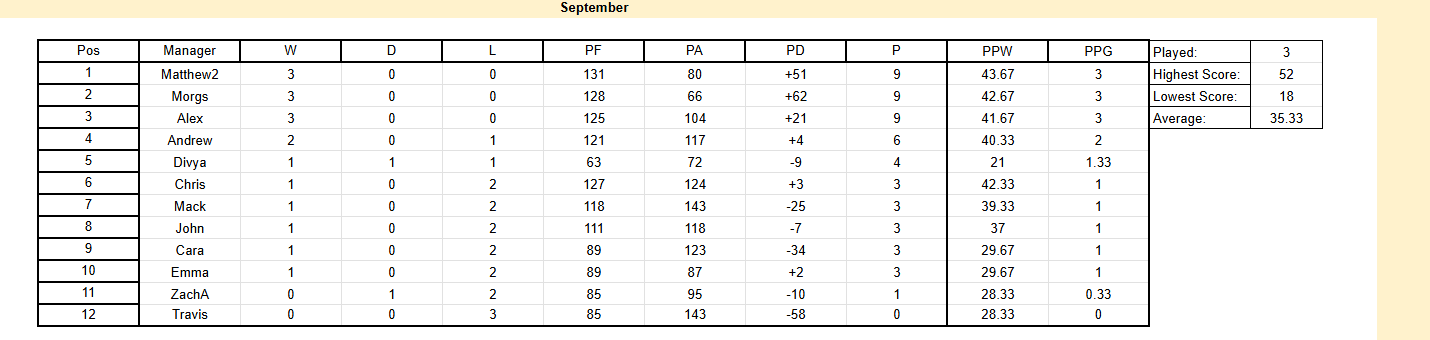 September
Pos Manager W D L PF PA PD P PPW PPG Played: 3
1 Matthew2 3 0 0 131 80 +51 9 43.67 3 Highest Score: 52
2 Morgs 3 0 0 128 66 +62 9 42.67 3 Lowest Score: 18
3 Alex 3 0 0 125 104 +21 9 41.67 3 Average: 35.33
4 Andrew 2 0 1 121 117 +4 6 40.33 2
5 Divya 1 1 1 63 72 -9 4 21 1.33
6 Chris 1 0 2 127 124 +3 3 42.33 1
7 Mack 1 0 2 118 143 -25 3 39.33 1
8 John 1 0 2 111 118 -7 3 37 1
9 Cara 1 0 2 89 123 -34 3 29.67 1
10 Emma 1 0 2 89 87 +2 3 29.67 1
11 ZachA 0 1 2 85 95 -10 1 28.33 0.33
12 Travis 0 0 3 85 143 -58 0 28.33 0